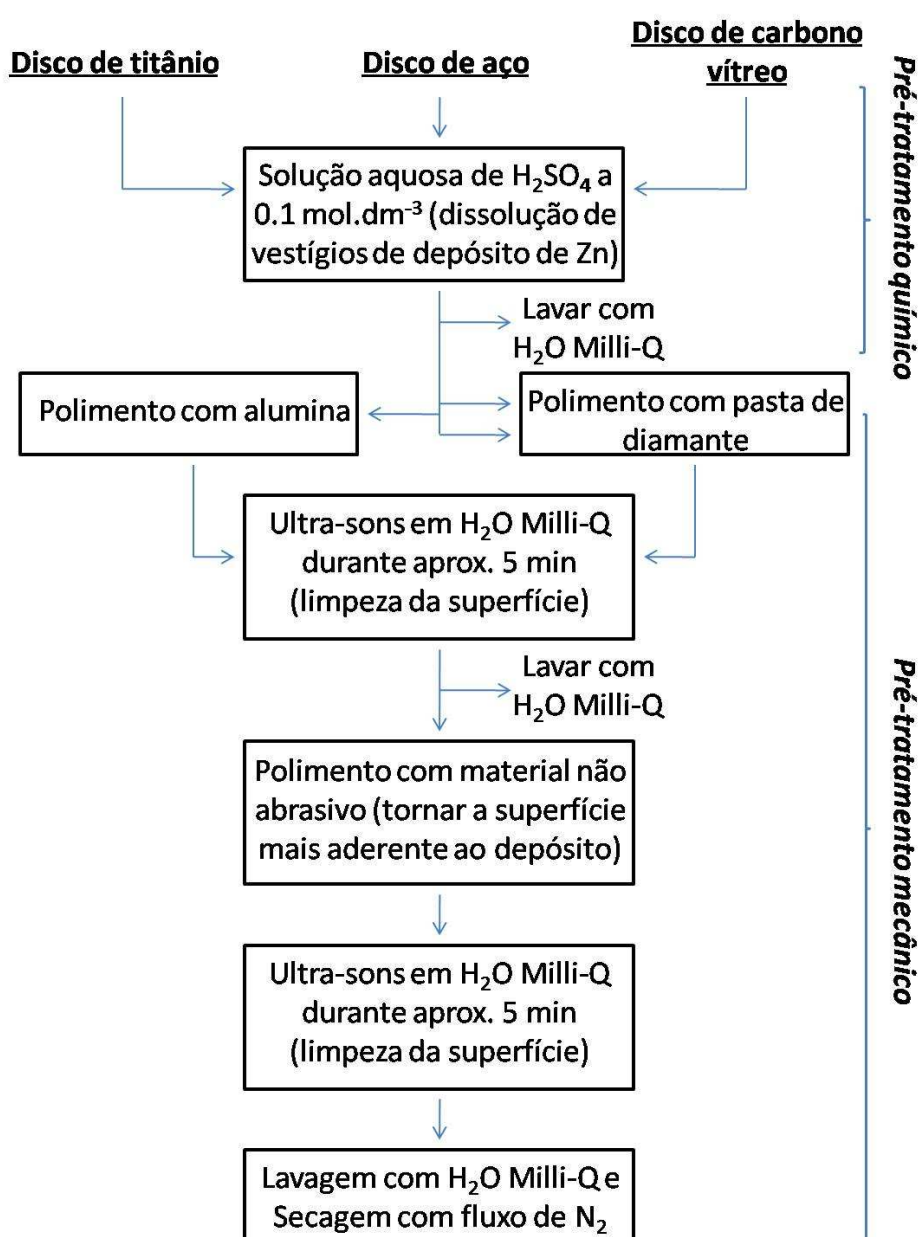 Disco de titânio
Disco de aço
Disco de carbono
vítreo
Pré-tratamento químico
Solução aquosa de H₂SO₄ a
0.1 mol.dm⁻³ (dissolução de
vestígios de depósito de Zn)
Lavar com
H₂O Milli-Q
Polimento com alumina
Polimento com pasta de
diamante
Ultra-sons em H₂O Milli-Q
durante aprox. 5 min
(limpeza da superfície)
Lavar com
H₂O Milli-Q
Pré-tratamento mecânico
Polimento com material não
abrasivo (tornar a superfície
mais aderente ao depósito)
Ultra-sons em H₂O Milli-Q
durante aprox. 5 min
(limpeza da superfície)
Lavagem com H₂O Milli-Q e
Secagem com fluxo de N₂